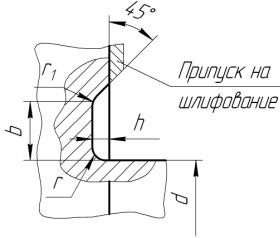 45°
r1
Припуск на
шлифование
b
h
r
d